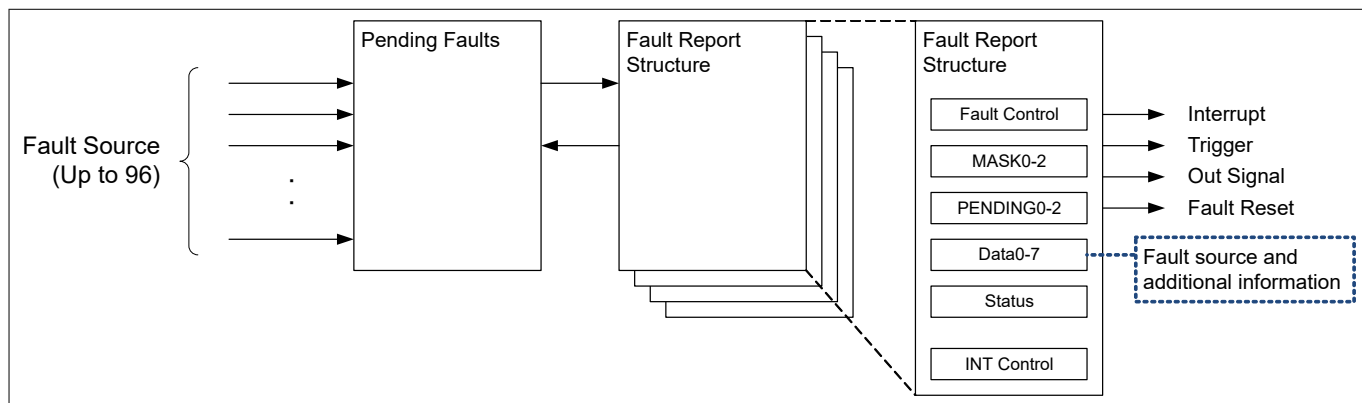 Fault Source
(Up to 96)
.
.
Pending Faults
Fault Report
Structure
Fault Report
Structure
Fault Control
MASK0-2
PENDING0-2
Data0-7
Status
INT Control
Interrupt
Trigger
Out Signal
Fault Reset
Fault source and
additional information